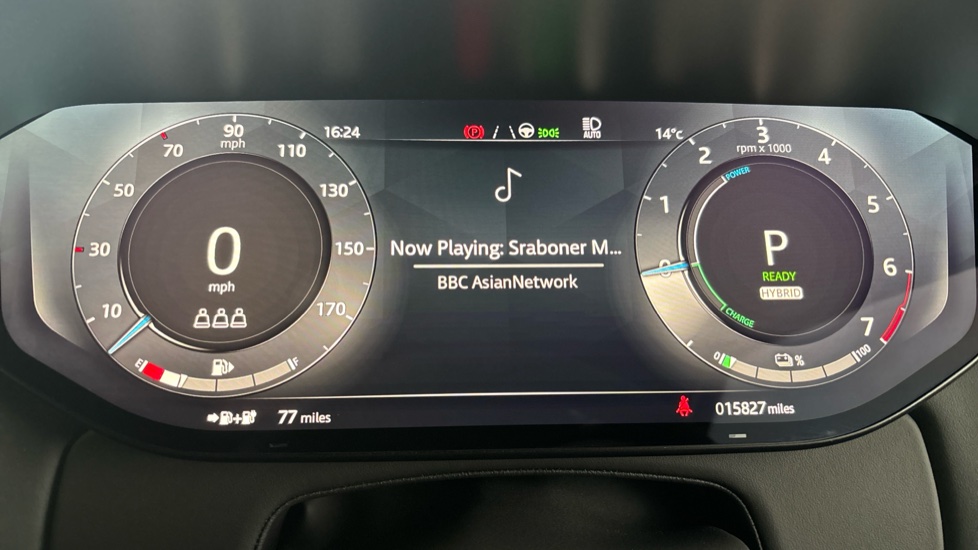 16:24
P
AUTO
14°C
90
mph
70
110
50
130
30
150
10
170
0
mph
E
F
Now Playing: Sraboner M...
BBC AsianNetwork
3
rpm x 1000
2
4
1
5
0
6
7
POWER
P
READY
HYBRID
CHARGE
0
%
100
77 miles
015827 miles